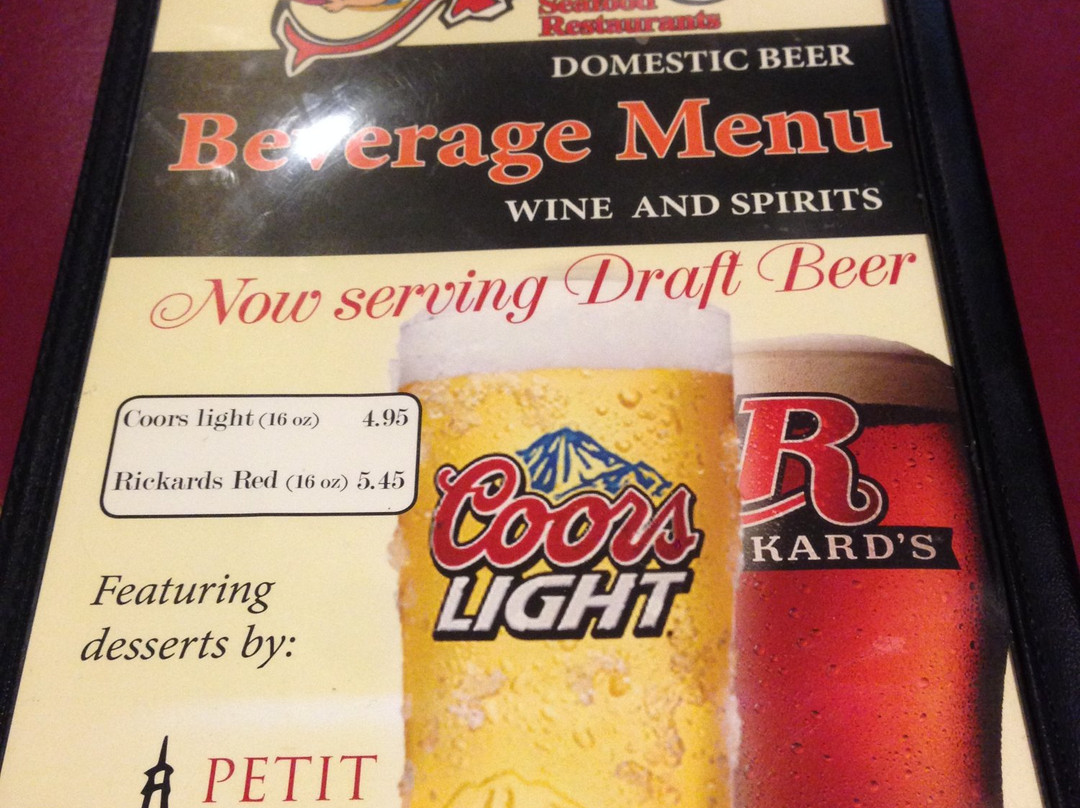 Seafood
Restaurants
DOMESTIC BEER
Beverage Menu
WINE AND SPIRITS
Now serving Draft Beer
Coors light (16 oz) 4.95
Rickards Red (16 oz) 5.45
Coors
LIGHT
R
KARD'S
Featuring
desserts by:
PETIT